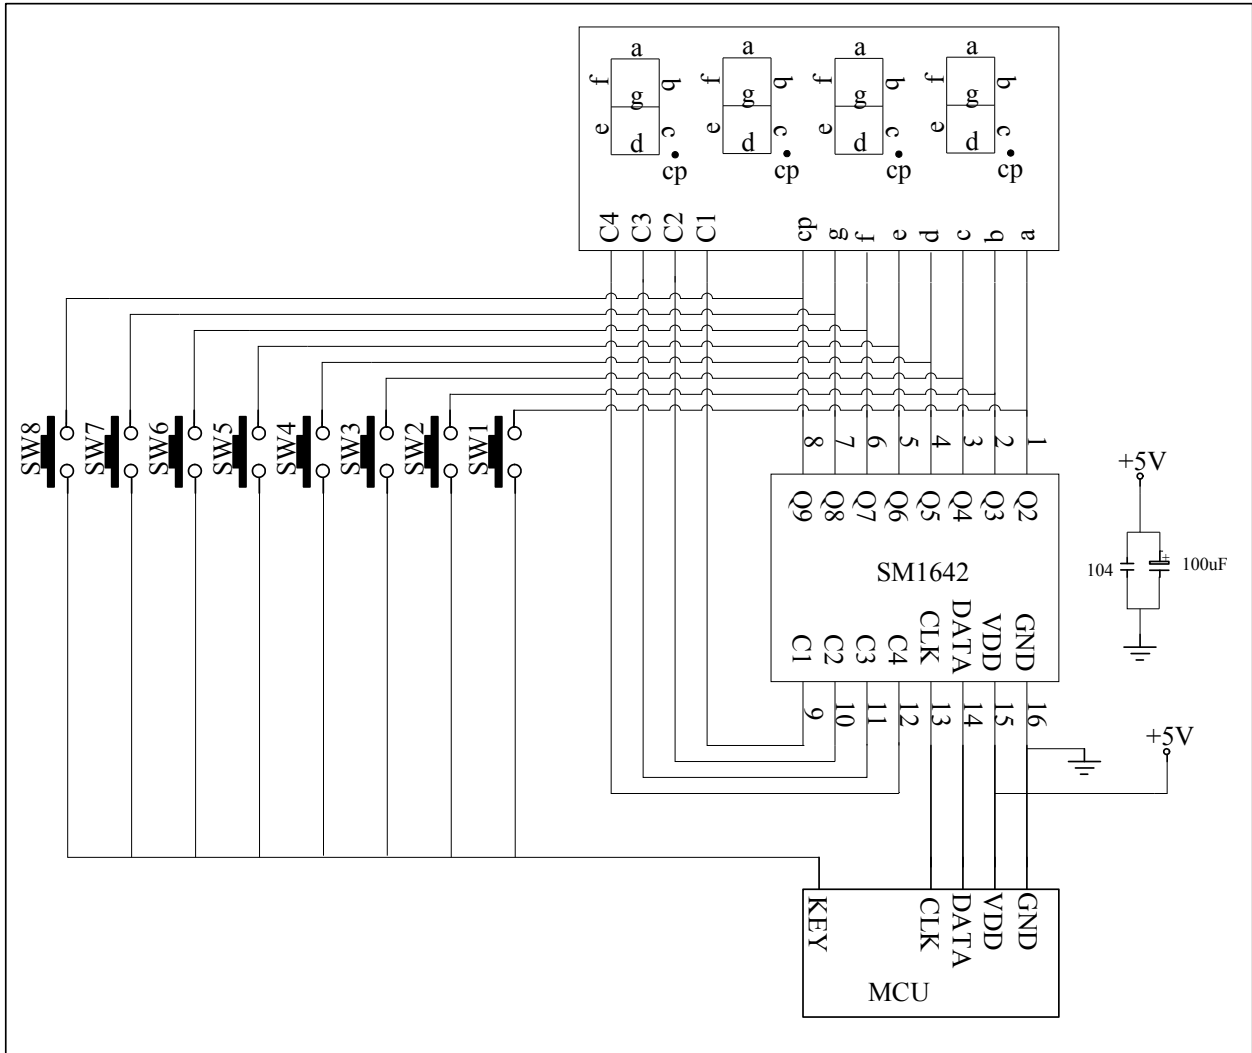 a a a a
f b f b f b f b
g g g g
e c e c e c e c
d d d d
cp cp cp cp
C4 C3 C2 C1 cp g f e d c b a
SW8 SW7 SW6 SW5 SW4 SW3 SW2 SW1
8 7 6 5 4 3 2 1
Q9 Q8 Q7 Q6 Q5 Q4 Q3 Q2
SM1642
C1 C2 C3 C4 CLK DATA VDD GND
9 10 11 12 13 14 15 16
+5V
104
+
100uF
+5V
KEY CLK DATA VDD GND
MCU